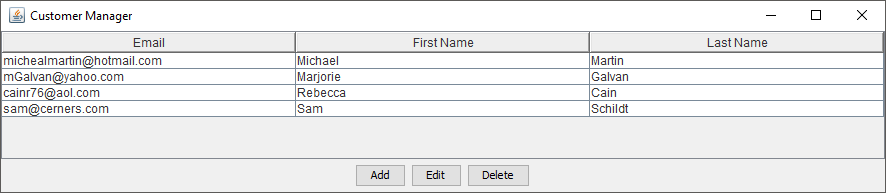 Customer Manager
Email First Name Last Name
michealmartin@hotmail.com Michael Martin
mGalvan@yahoo.com Marjorie Galvan
cainr76@aol.com Rebecca Cain
sam@cerners.com Sam Schildt
Add Edit Delete